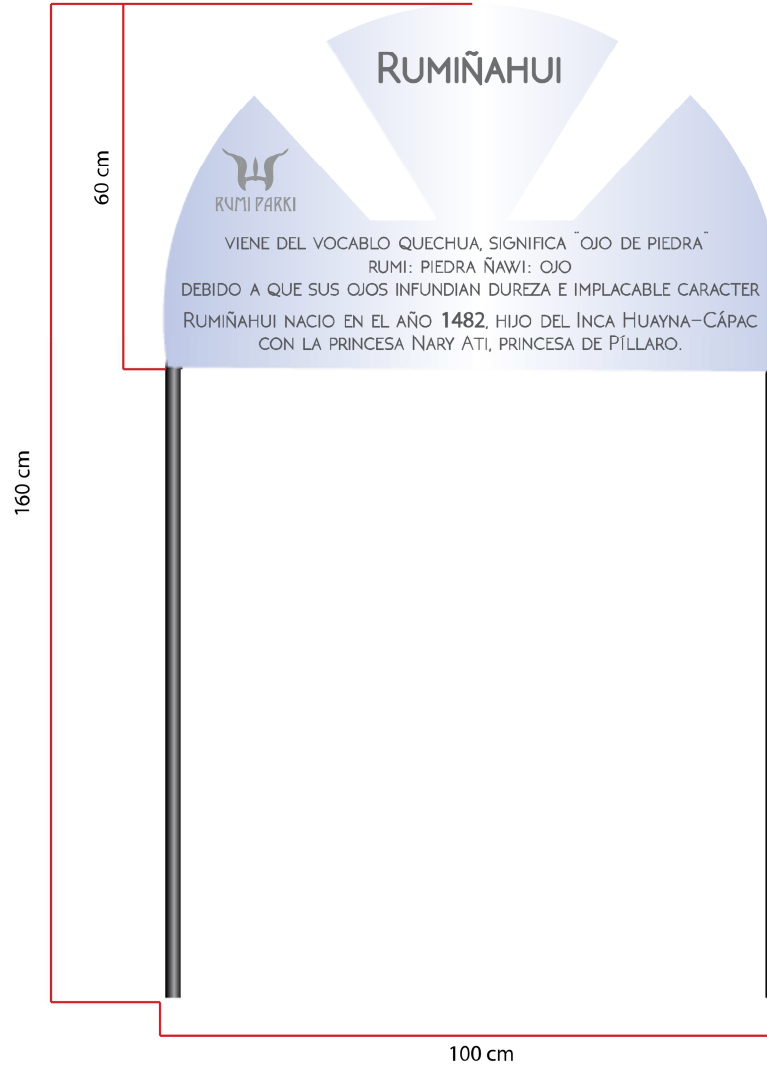 RUMIÑAHUI
RUMI PARKI
VIENE DEL VOCABLO QUECHUA, SIGNIFICA ¨OJO DE PIEDRA¨
RUMI: PIEDRA ÑAWI: OJO
DEBIDO A QUE SUS OJOS INFUNDIAN DUREZA E IMPLACABLE CARACTER
RUMIÑAHUI NACIO EN EL AÑO 1482, HIJO DEL INCA HUAYNA-CÁPAC
CON LA PRINCESA NARY ATI, PRINCESA DE PÍLLARO.
60 cm
160 cm
100 cm